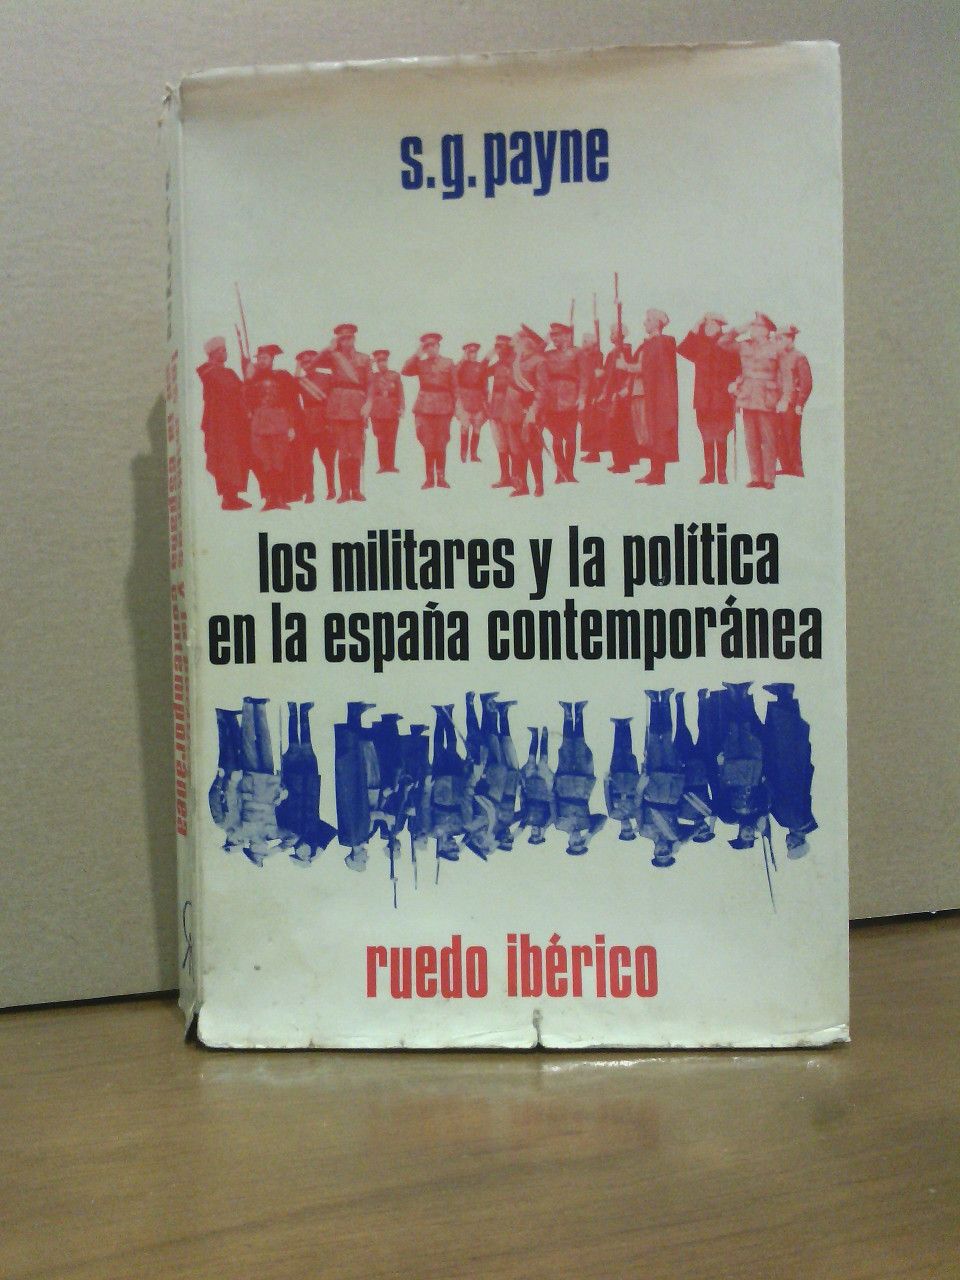 s.g. payne
los militares y la política
en la españa contemporánea
ruedo ibérico